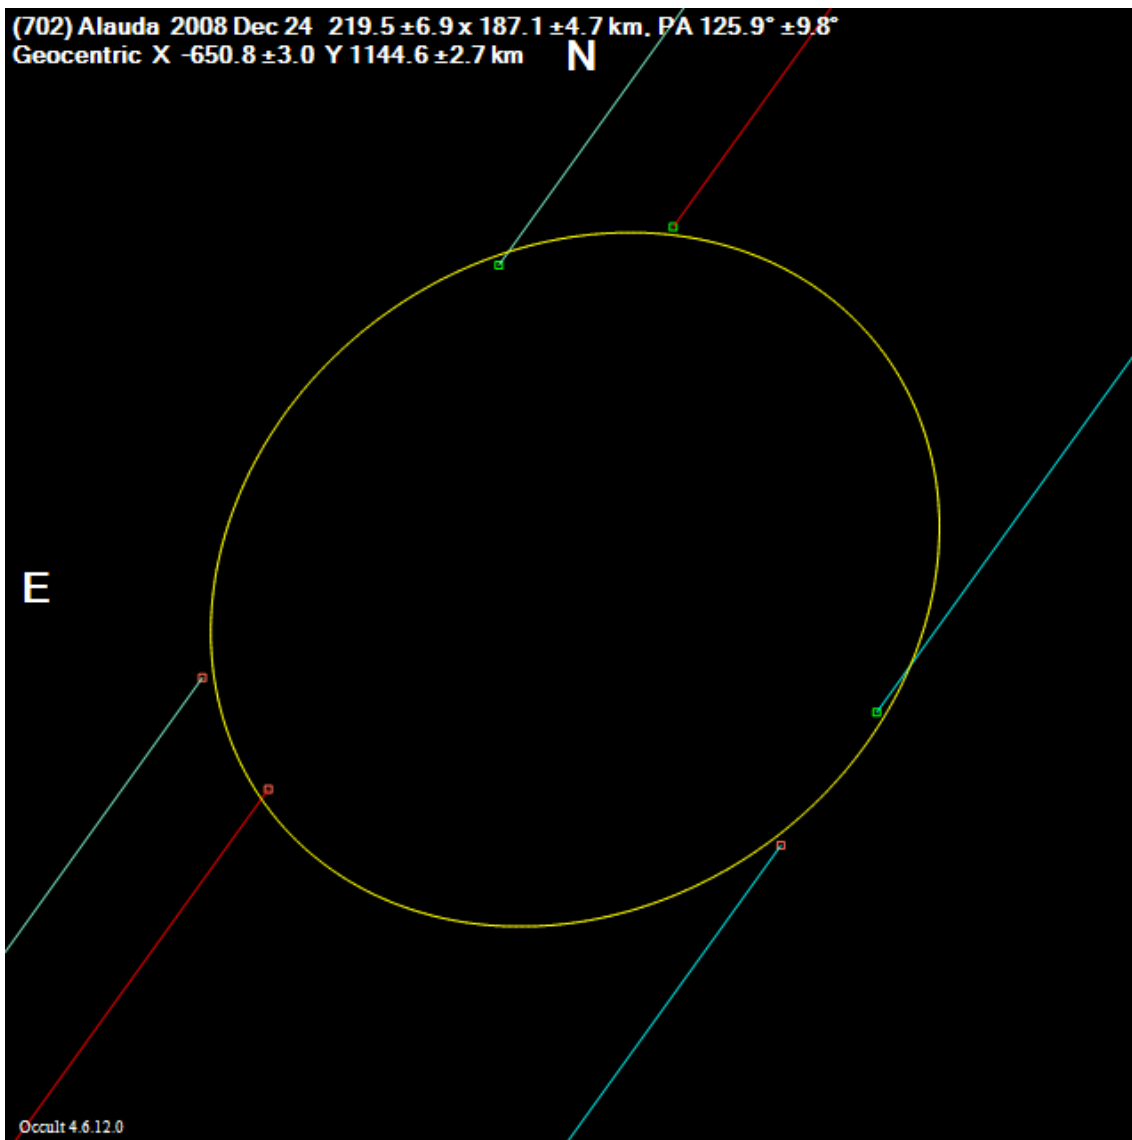 (702) Alauda 2008 Dec 24 219.5 ±6.9 x 187.1 ±4.7 km, PA 125.9° ±9.8°
Geocentric X -650.8 ±3.0 Y 1144.6 ±2.7 km
N
E
Occult 4.6.12.0